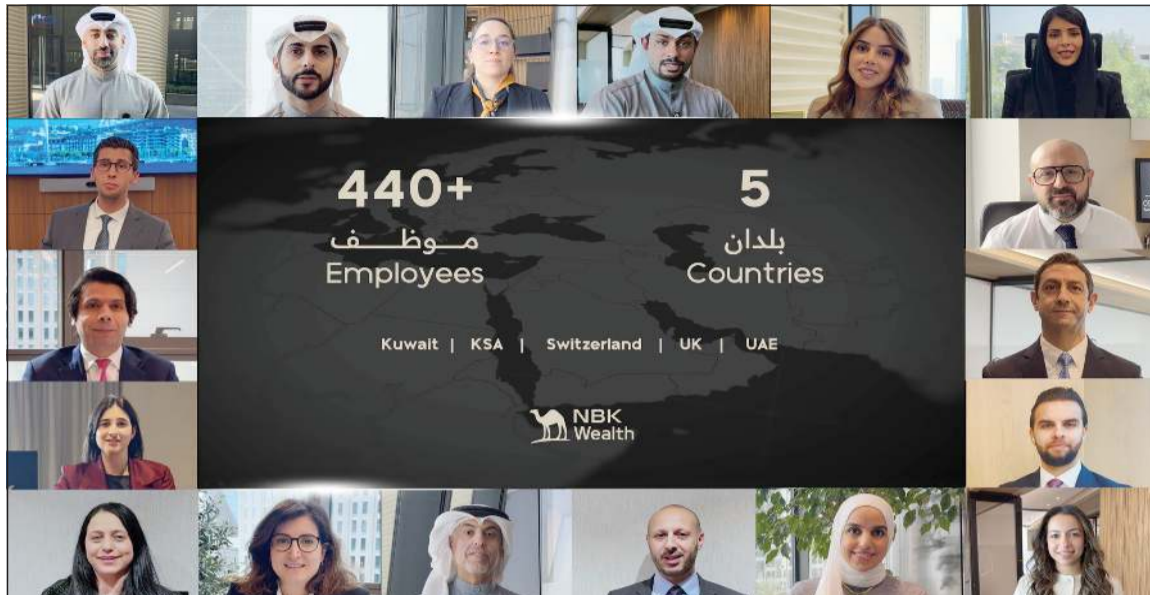 440+
موظف
Employees
5
بلدان
Countries
Kuwait | KSA | Switzerland | UK | UAE
NBK
Wealth